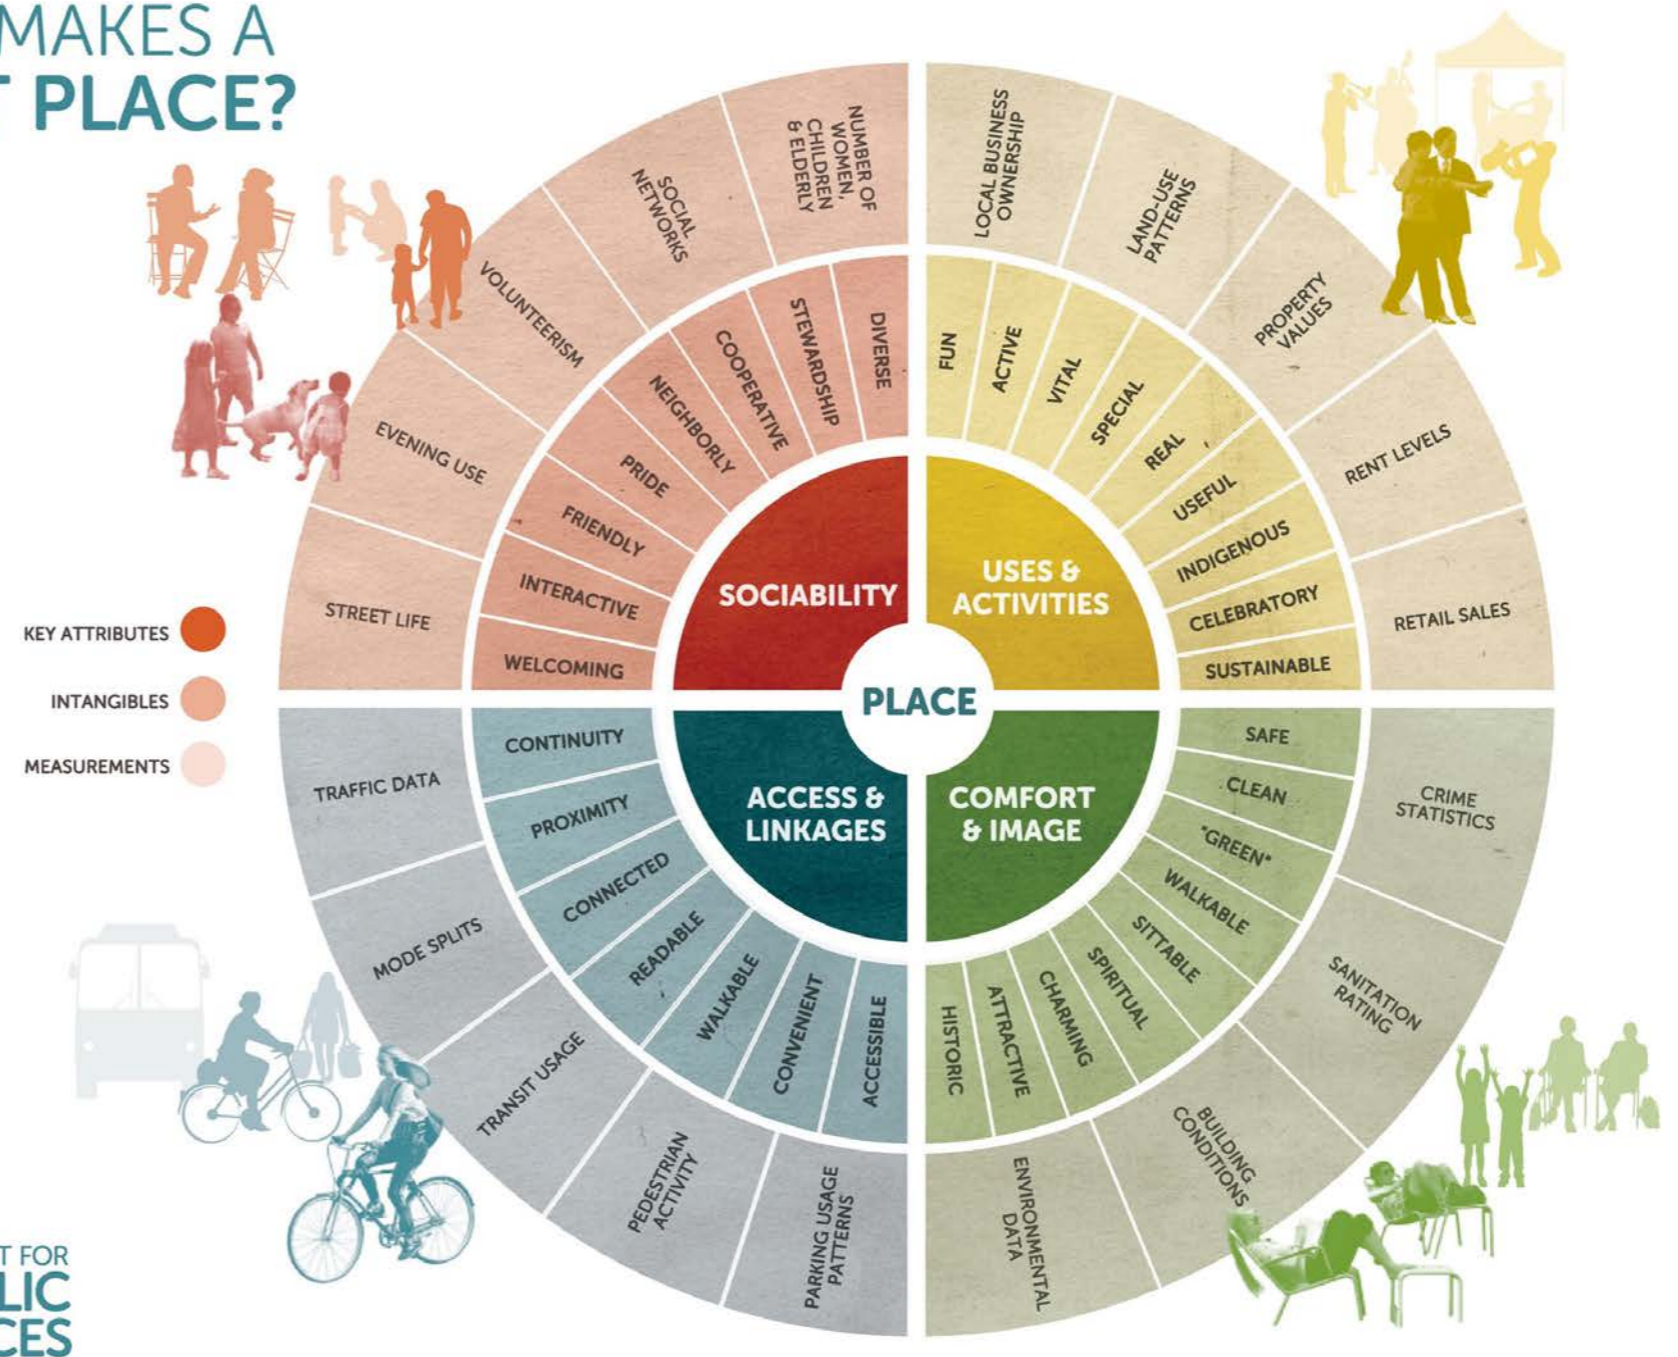 MAKES A
PLACE?
NUMBER OF
WOMEN,
CHILDREN
& ELDERLY
SOCIAL
NETWORKS
VOLUNTEERISM
EVENING USE
STREET LIFE
DIVERSE
STEWARDSHIP
COOPERATIVE
NEIGHBORLY
PRIDE
FRIENDLY
INTERACTIVE
WELCOMING
SOCIABILITY
LOCAL BUSINESS
OWNERSHIP
LAND-USE
PATTERNS
PROPERTY
VALUES
RENT LEVELS
RETAIL SALES
FUN
ACTIVE
VITAL
SPECIAL
REAL
USEFUL
INDIGENOUS
CELEBRATORY
SUSTAINABLE
USES &
ACTIVITIES
PLACE
KEY ATTRIBUTES
INTANGIBLES
MEASUREMENTS
ACCESS &
LINKAGES
CONTINUITY
PROXIMITY
CONNECTED
READABLE
WALKABLE
CONVENIENT
ACCESSIBLE
TRAFFIC DATA
MODE SPLITS
TRANSIT USAGE
PEDESTRIAN
ACTIVITY
PARKING USAGE
PATTERNS
COMFORT
& IMAGE
SAFE
CLEAN
"GREEN"
WALKABLE
SITTABLE
SPIRITUAL
CHARMING
ATTRACTIVE
HISTORIC
CRIME
STATISTICS
SANITATION
RATING
BUILDING
CONDITIONS
ENVIRONMENTAL
DATA
T FOR
LIC
CES